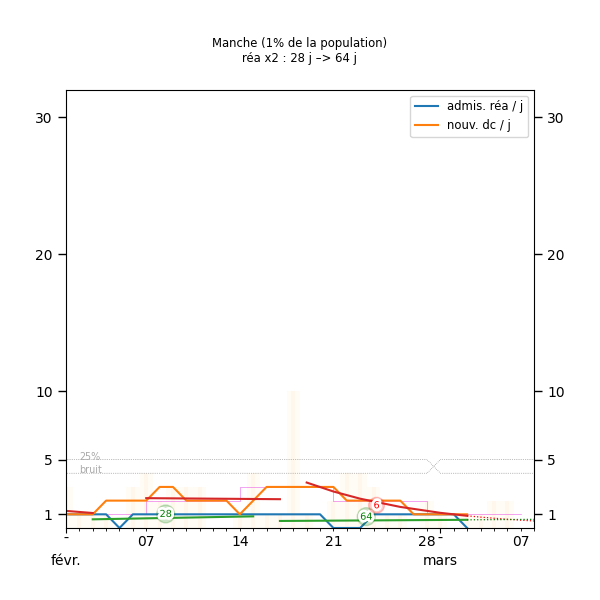 Manche (1% de la population)
réa x2 : 28 j –> 64 j
admis. réa / j
nouv. dc / j
30
30
20
20
10
10
25%
5
5
bruit
28
64
6
1
1
- 07 14 21 28 07
févr. mars